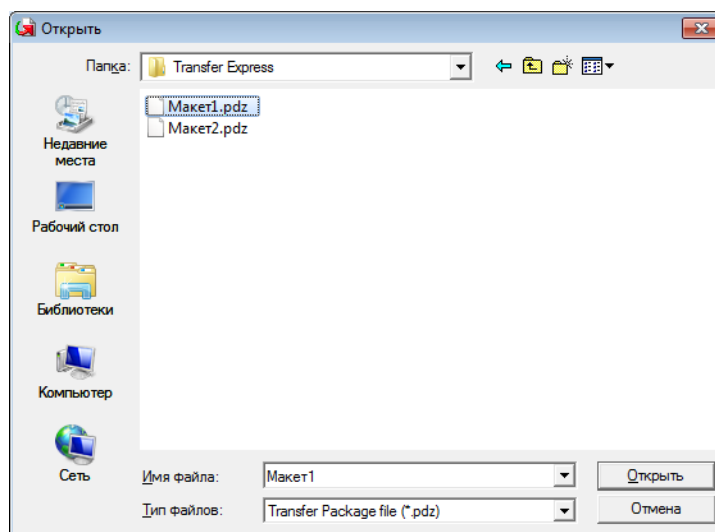 Открыть
Папка:
Transfer Express
Макет1.pdz
Макет2.pdz
Недавние
места
Рабочий стол
Библиотеки
Компьютер
Сеть
Имя файла:
Макет1
Открыть
Тип файлов:
Transfer Package file (*.pdz)
Отмена